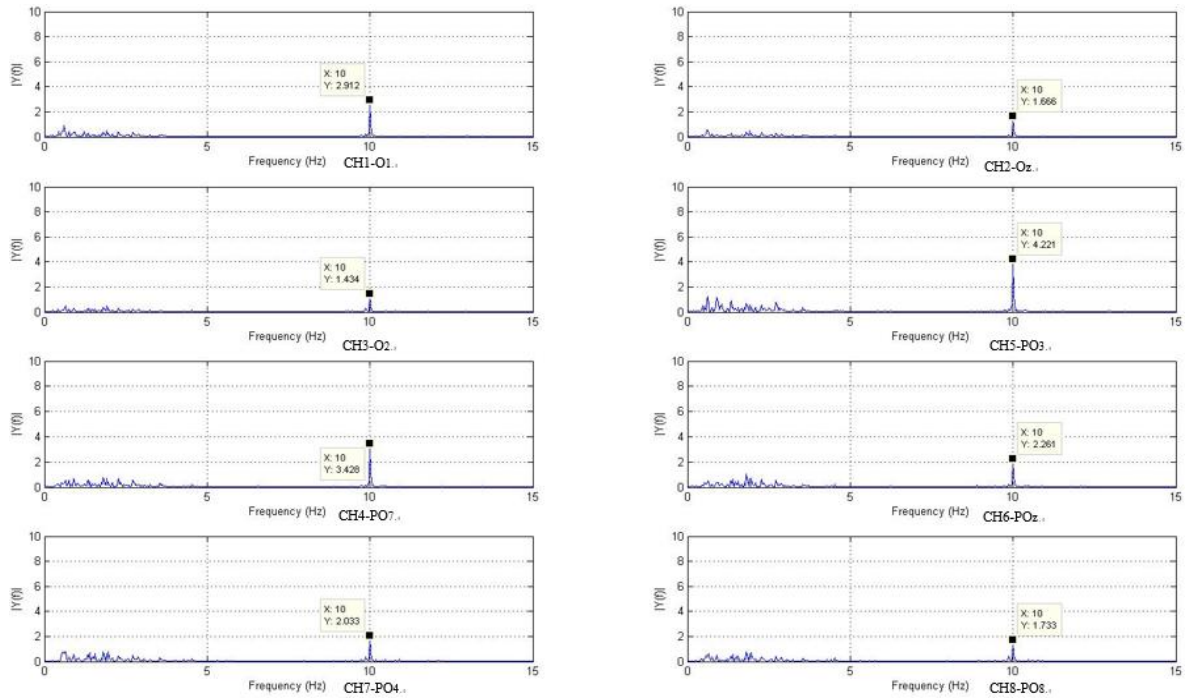 10
8
6
4
2
0
|Y(f)|
X: 10
Y: 2.912
0 5 10 15
Frequency (Hz) CH1-O1.
10
8
6
4
2
0
|Y(f)|
X: 10
Y: 1.666
0 5 10 15
Frequency (Hz) CH2-Oz.
10
8
6
4
2
0
|Y(f)|
X: 10
Y: 1.434
0 5 10 15
Frequency (Hz) CH3-O2.
10
8
6
4
2
0
|Y(f)|
X: 10
Y: 4.221
0 5 10 15
Frequency (Hz) CH5-PO3.
10
8
6
4
2
0
|Y(f)|
X: 10
Y: 3.428
0 5 10 15
Frequency (Hz) CH4-PO7.
10
8
6
4
2
0
|Y(f)|
X: 10
Y: 2.261
0 5 10 15
Frequency (Hz) CH6-POz.
10
8
6
4
2
0
|Y(f)|
X: 10
Y: 2.033
0 5 10 15
Frequency (Hz) CH7-PO4.
10
8
6
4
2
0
|Y(f)|
X: 10
Y: 1.733
0 5 10 15
Frequency (Hz) CH8-PO8.